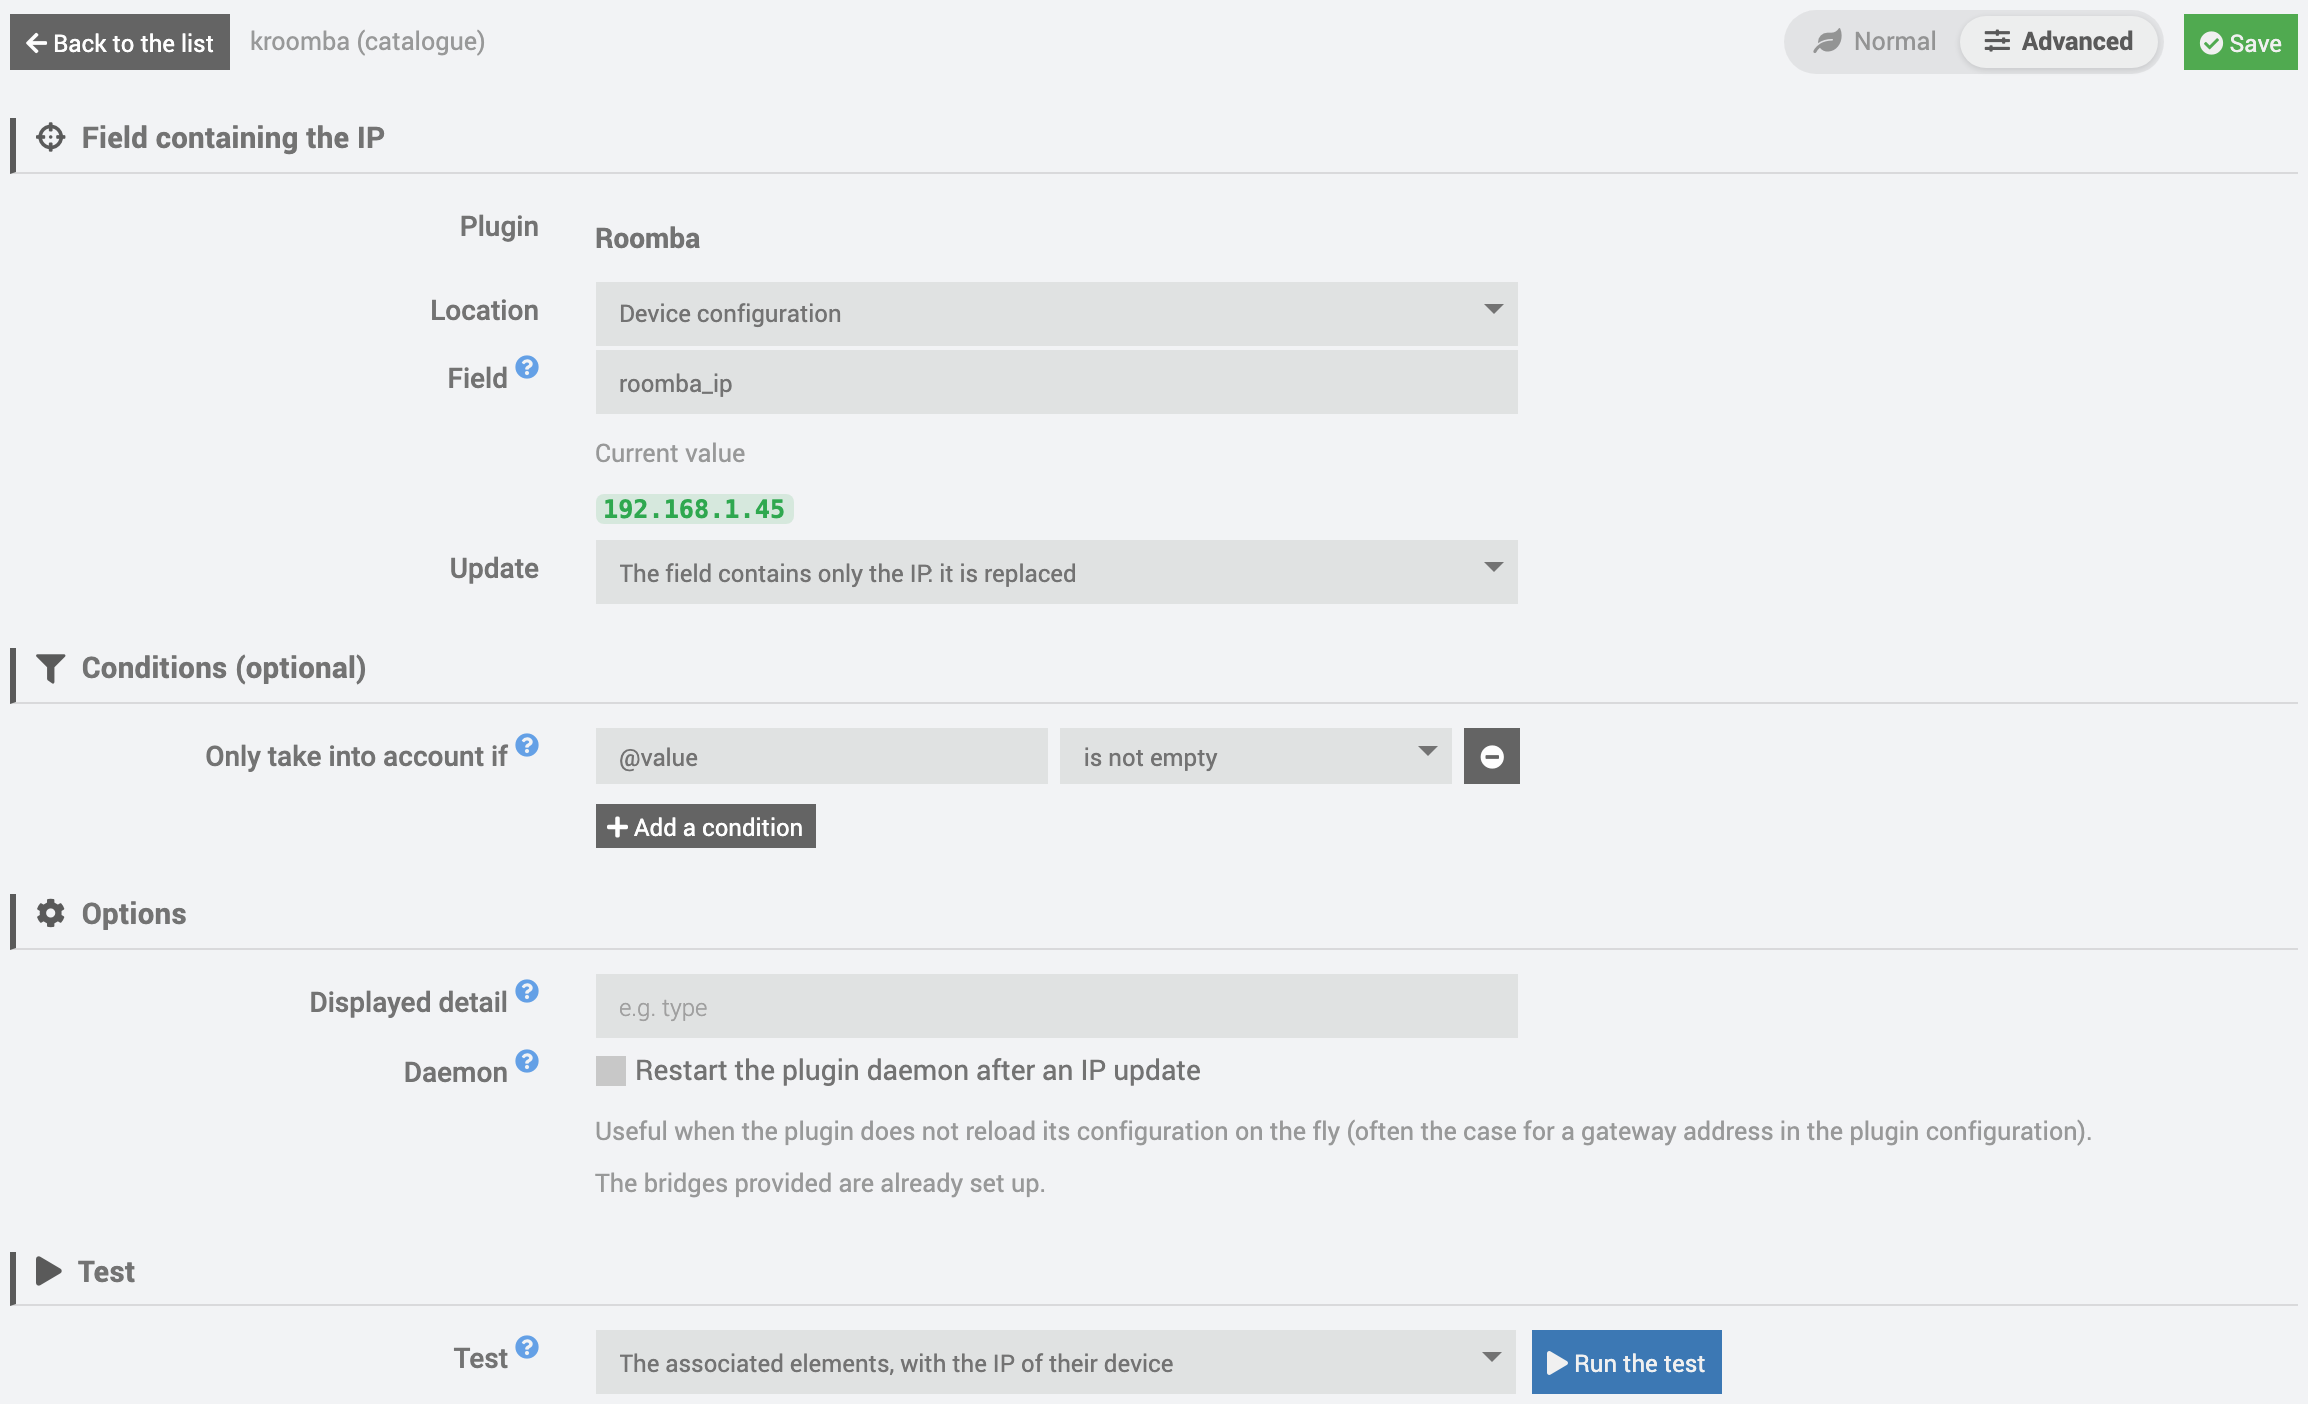 Back to the list kroomba (catalogue) Normal Advanced Save
Field containing the IP
Plugin Roomba
Location Device configuration
Field ? roomba_ip
Current value
192.168.1.45
Update The field contains only the IP: it is replaced
Conditions (optional)
Only take into account if ? @value is not empty
Add a condition
Options
Displayed detail ? e.g. type
Daemon ? Restart the plugin daemon after an IP update
Useful when the plugin does not reload its configuration on the fly (often the case for a gateway address in the plugin configuration).
The bridges provided are already set up.
Test
Test ? The associated elements, with the IP of their device Run the test